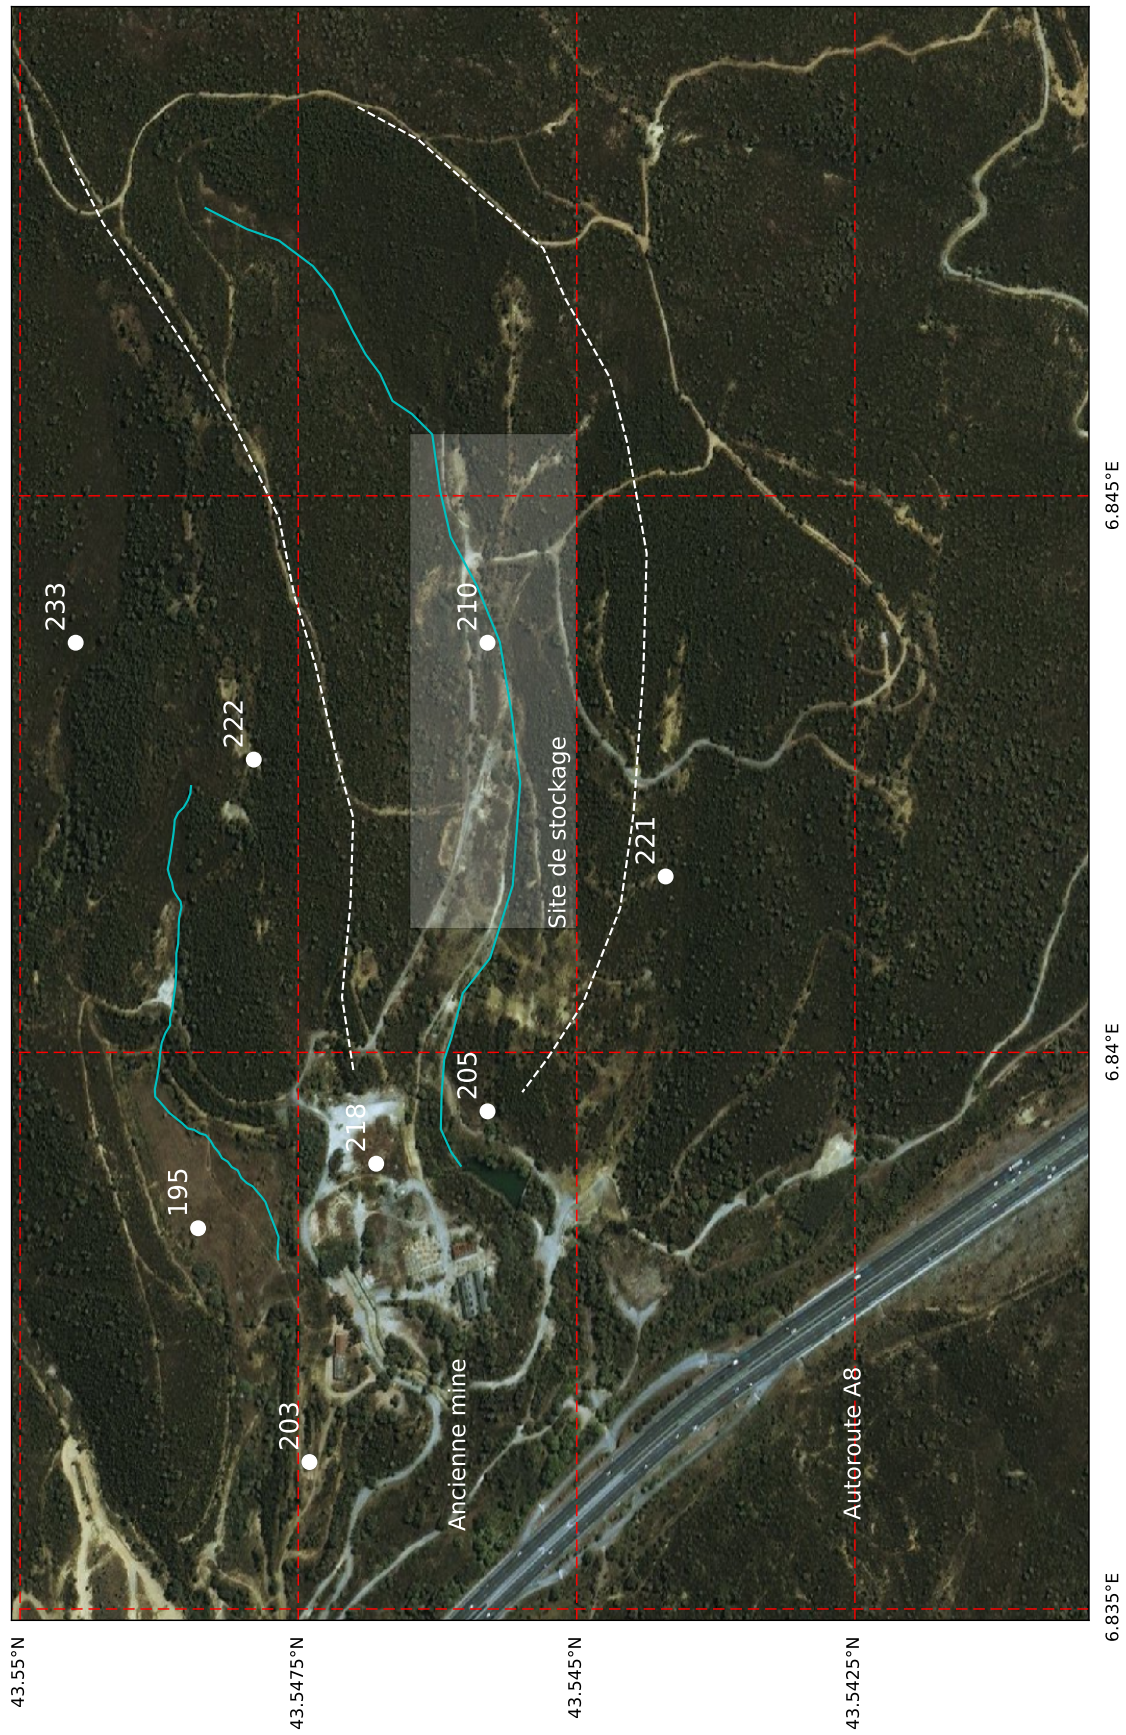 233
222
210
221
Site de stockage
205
218
195
203
Ancienne mine
Autoroute A8
43.55°N
43.5475°N
43.545°N
43.5425°N
6.835°E
6.84°E
6.845°E